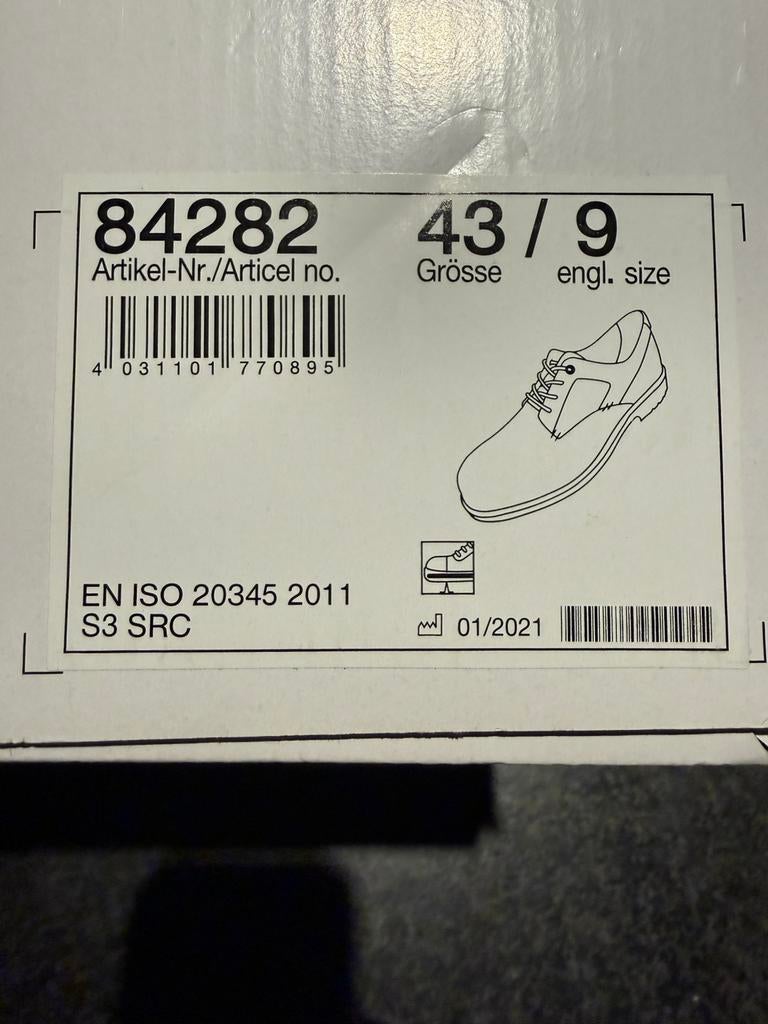 84282
43 / 9
Artikel-Nr./Articel no.
Grösse engl. size
4 031101 770895
EN ISO 20345 2011
S3 SRC
01/2021